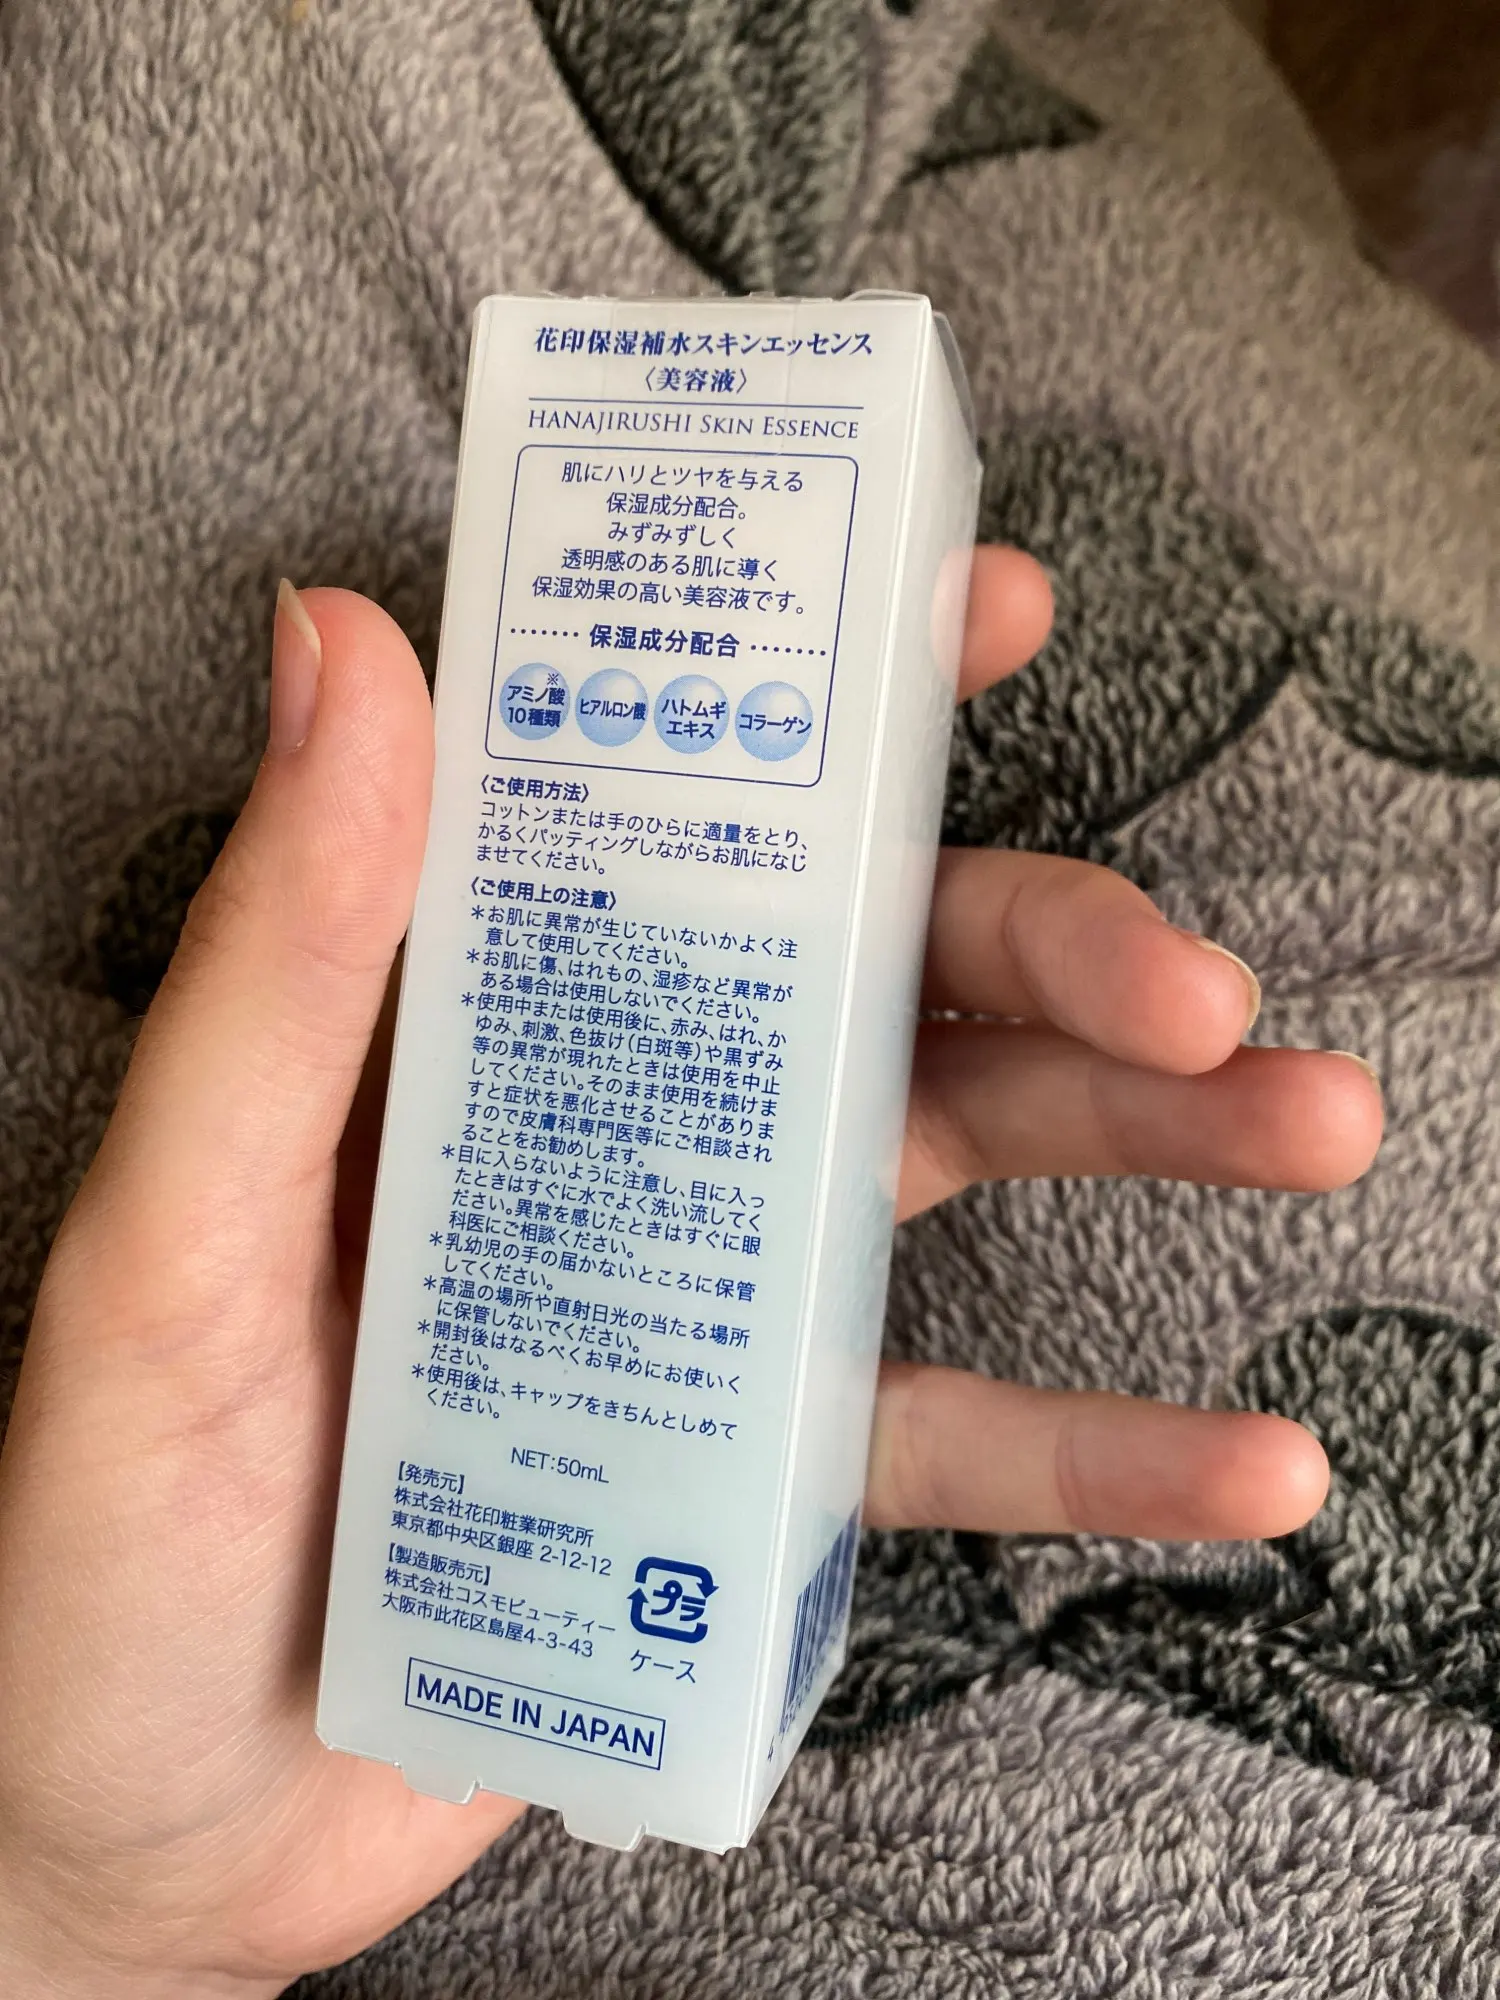 花印保湿補水スキンエッセンス
〈美容液〉
HANAJIRUSHI SKIN ESSENCE
肌にハリとツヤを与える
保湿成分配合。
みずみずしく
透明感のある肌に導く
保湿効果の高い美容液です。
······· 保湿成分配合 ·······
※
アミノ酸
10種類
ヒアルロン酸
ハトムギ
エキス
コラーゲン
〈ご使用方法〉
コットンまたは手のひらに適量をとり、
かるくパッティングしながらお肌になじ
ませてください。
〈ご使用上の注意〉
＊お肌に異常が生じていないかよく注
意して使用してください。
＊お肌に傷、はれもの、湿疹など異常が
ある場合は使用しないでください。
＊使用中または使用後に、赤み、はれ、か
ゆみ、刺激、色抜け(白斑等)や黒ずみ
等の異常が現れたときは使用を中止
してください。そのまま使用を続けま
すと症状を悪化させることがありま
すので皮膚科専門医等にご相談され
ることをお勧めします。
＊目に入らないように注意し、目に入っ
たときはすぐに水でよく洗い流してく
ださい。異常を感じたときはすぐに眼
科医にご相談ください。
＊乳幼児の手の届かないところに保管
してください。
＊高温の場所や直射日光の当たる場所
に保管しないでください。
＊開封後はなるべくお早めにお使いく
ださい。
＊使用後は、キャップをきちんとしめて
ください。
NET:50mL
【発売元】
株式会社花印粧業研究所
東京都中央区銀座 2-12-12
【製造販売元】
株式会社コスモビューティー
大阪市此花区島屋4-3-43
プラ
ケース
MADE IN JAPAN